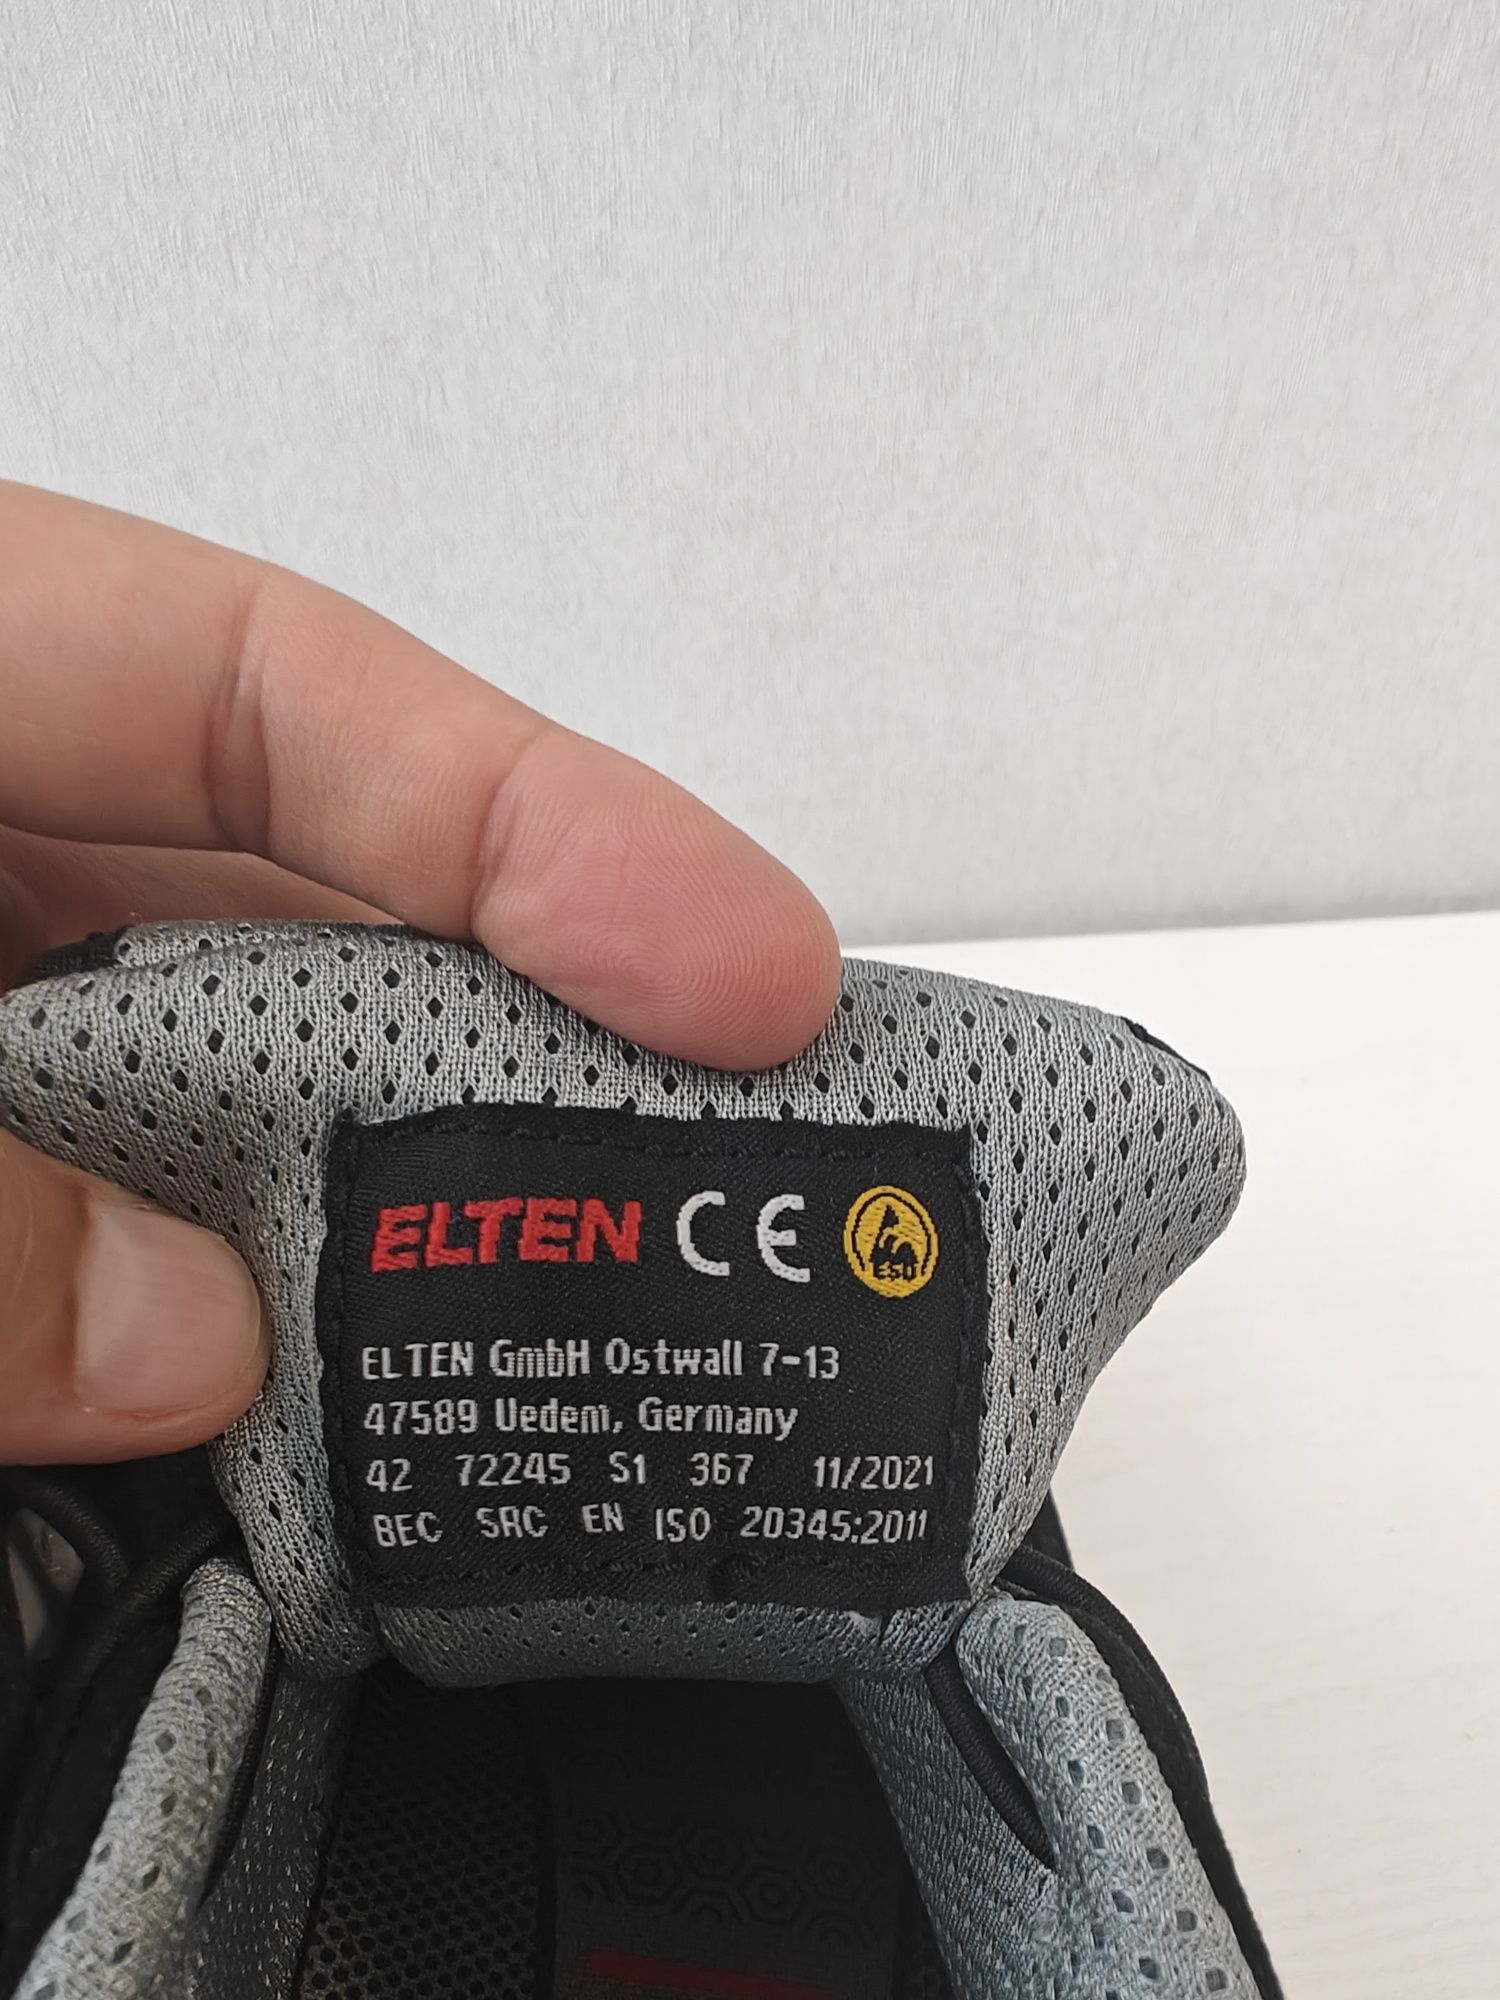 ELTEN CE ESD
ELTEN GmbH Ostwall 7-13
47589 Uedem, Germany
42 72245 S1 367 11/2021
BEC SRC EN ISO 20345:2011